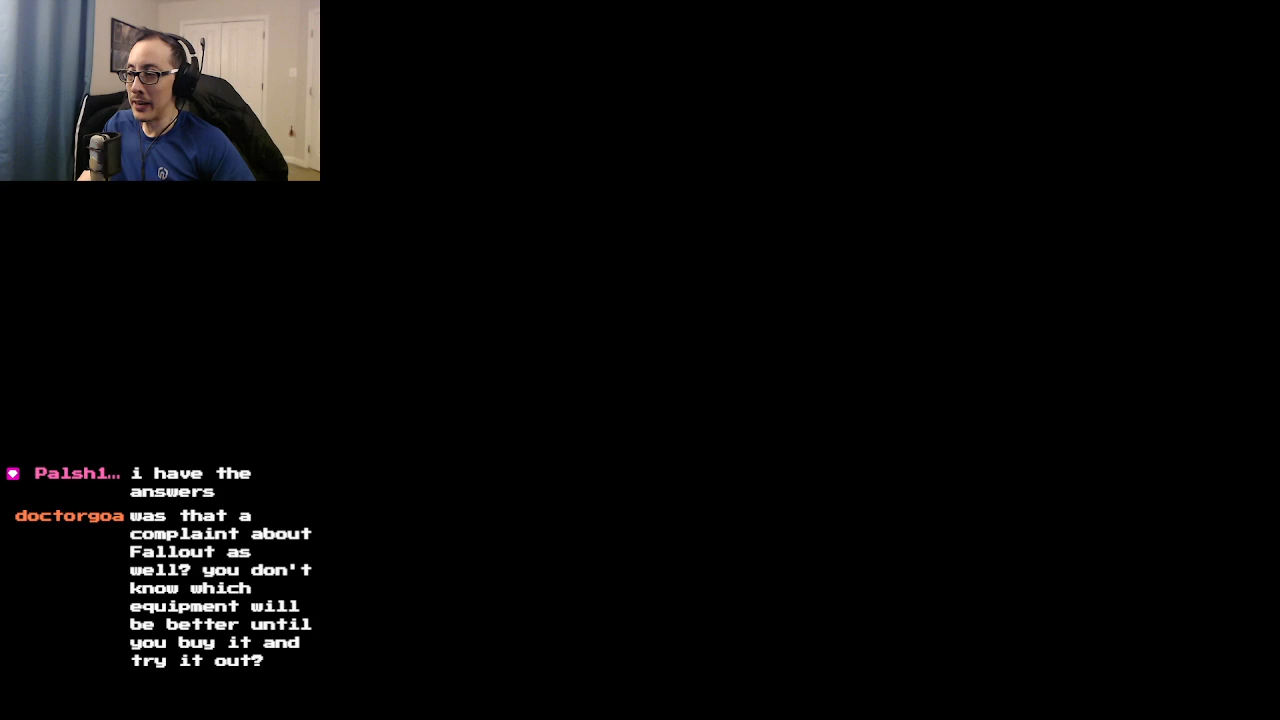 Palsh1... i have the
answers
doctorgoa was that a
complaint about
Fallout as
well? you don't
know which
equipment will
be better until
you buy it and
try it out?